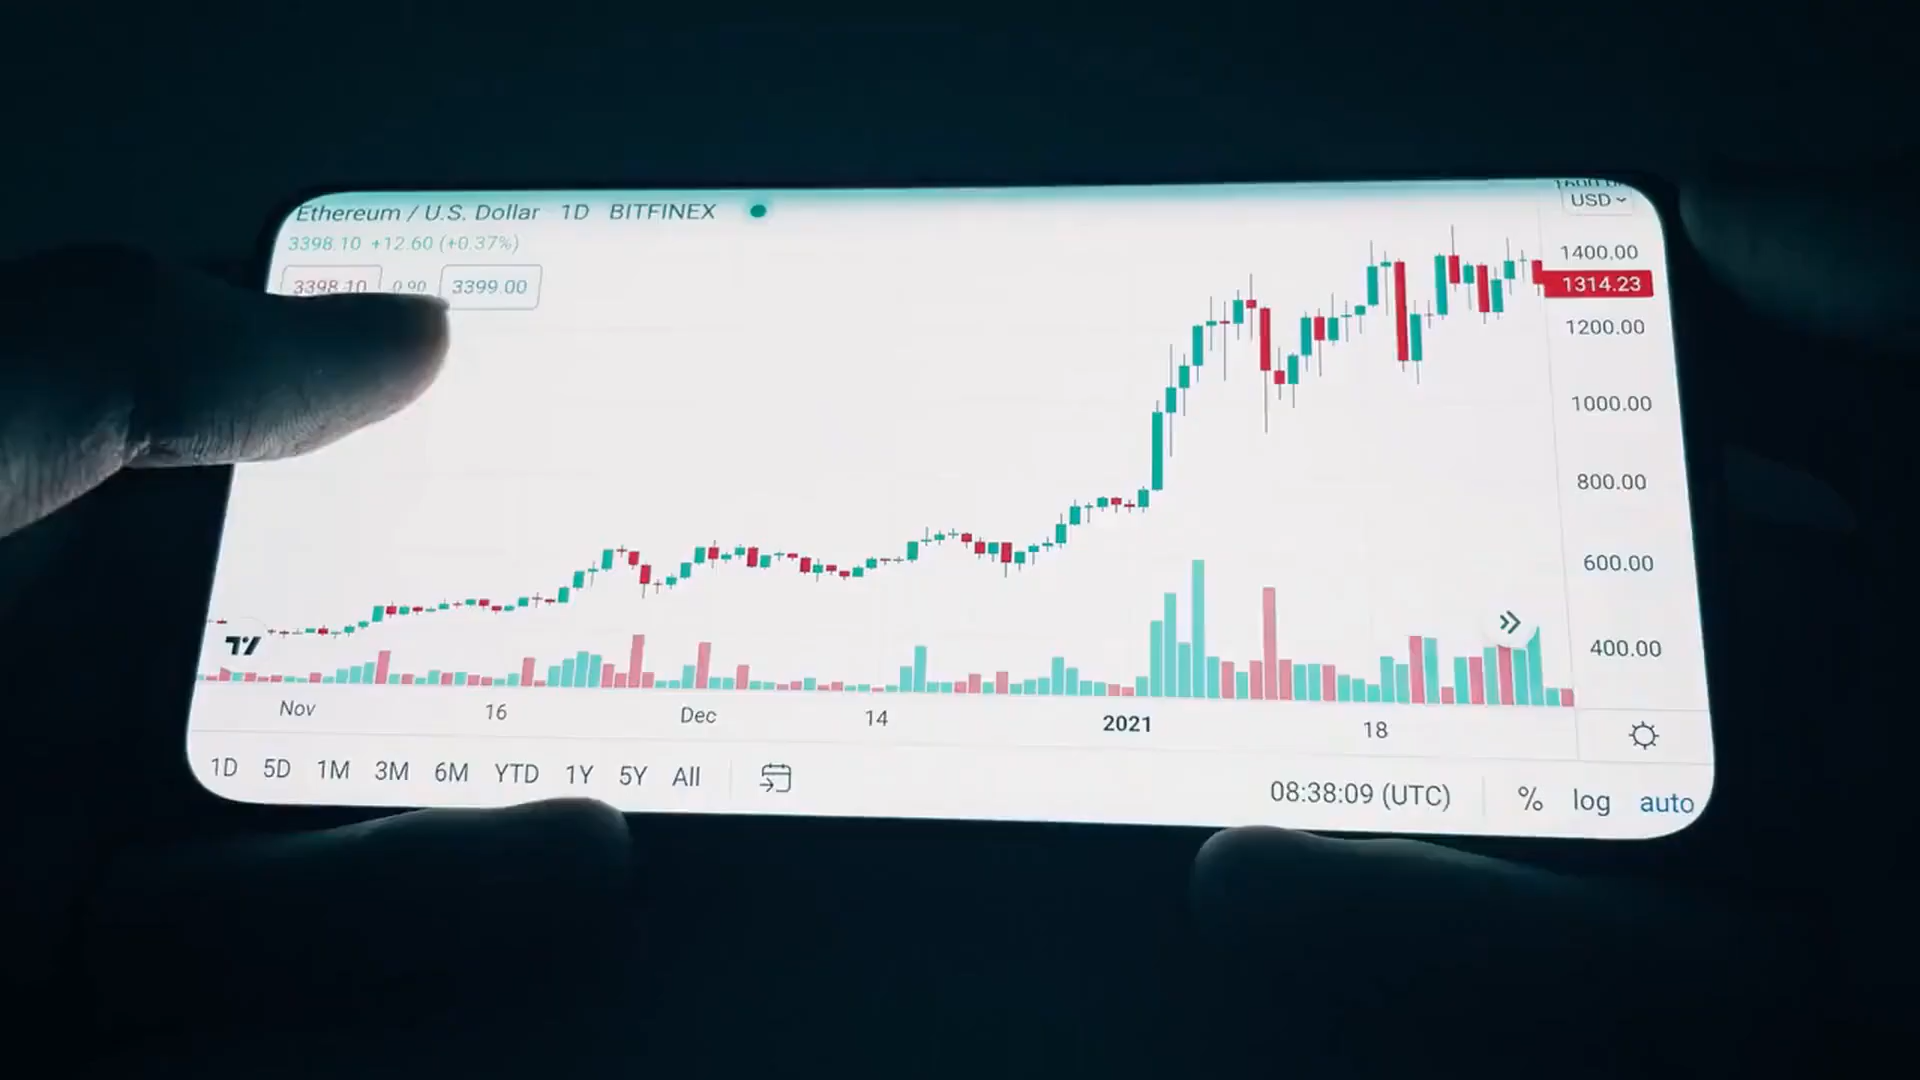 Ethereum / U.S. Dollar 1D BITFINEX
USD
3398.10 +12.60 (+0.37%)
3398.10 0.90 3399.00
1400.00
1314.23
1200.00
1000.00
800.00
600.00
400.00
Nov 16 Dec 14 2021 18
1D 5D 1M 3M 6M YTD 1Y 5Y All
08:38:09 (UTC) % log auto